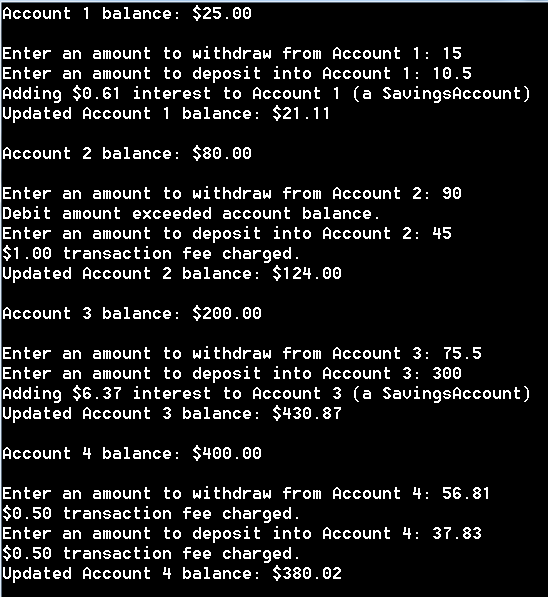 Account 1 balance: $25.00
Enter an amount to withdraw from Account 1: 15
Enter an amount to deposit into Account 1: 10.5
Adding $0.61 interest to Account 1 (a SavingsAccount)
Updated Account 1 balance: $21.11
Account 2 balance: $80.00
Enter an amount to withdraw from Account 2: 90
Debit amount exceeded account balance.
Enter an amount to deposit into Account 2: 45
$1.00 transaction fee charged.
Updated Account 2 balance: $124.00
Account 3 balance: $200.00
Enter an amount to withdraw from Account 3: 75.5
Enter an amount to deposit into Account 3: 300
Adding $6.37 interest to Account 3 (a SavingsAccount)
Updated Account 3 balance: $430.87
Account 4 balance: $400.00
Enter an amount to withdraw from Account 4: 56.81
$0.50 transaction fee charged.
Enter an amount to deposit into Account 4: 37.83
$0.50 transaction fee charged.
Updated Account 4 balance: $380.02